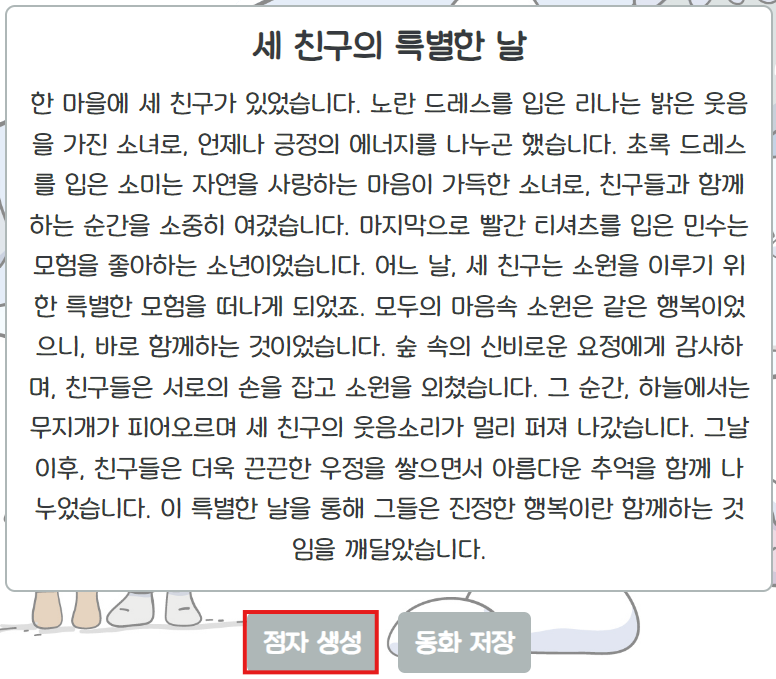 세 친구의 특별한 날
한 마을에 세 친구가 있었습니다. 노란 드레스를 입은 리나는 밝은 웃음
을 가진 소녀로, 언제나 긍정의 에너지를 나누곤 했습니다. 초록 드레스
를 입은 소미는 자연을 사랑하는 마음이 가득한 소녀로, 친구들과 함께
하는 순간을 소중히 여겼습니다. 마지막으로 빨간 티셔츠를 입은 민수는
모험을 좋아하는 소년이었습니다. 어느 날, 세 친구는 소원을 이루기 위
한 특별한 모험을 떠나게 되었죠. 모두의 마음속 소원은 같은 행복이었
으니, 바로 함께하는 것이었습니다. 숲 속의 신비로운 요정에게 감사하
며, 친구들은 서로의 손을 잡고 소원을 외쳤습니다. 그 순간, 하늘에서는
무지개가 피어오르며 세 친구의 웃음소리가 멀리 퍼져 나갔습니다. 그날
이후, 친구들은 더욱 끈끈한 우정을 쌓으면서 아름다운 추억을 함께 나
누었습니다. 이 특별한 날을 통해 그들은 진정한 행복이란 함께하는 것
임을 깨달았습니다.
점자 생성
동화 저장